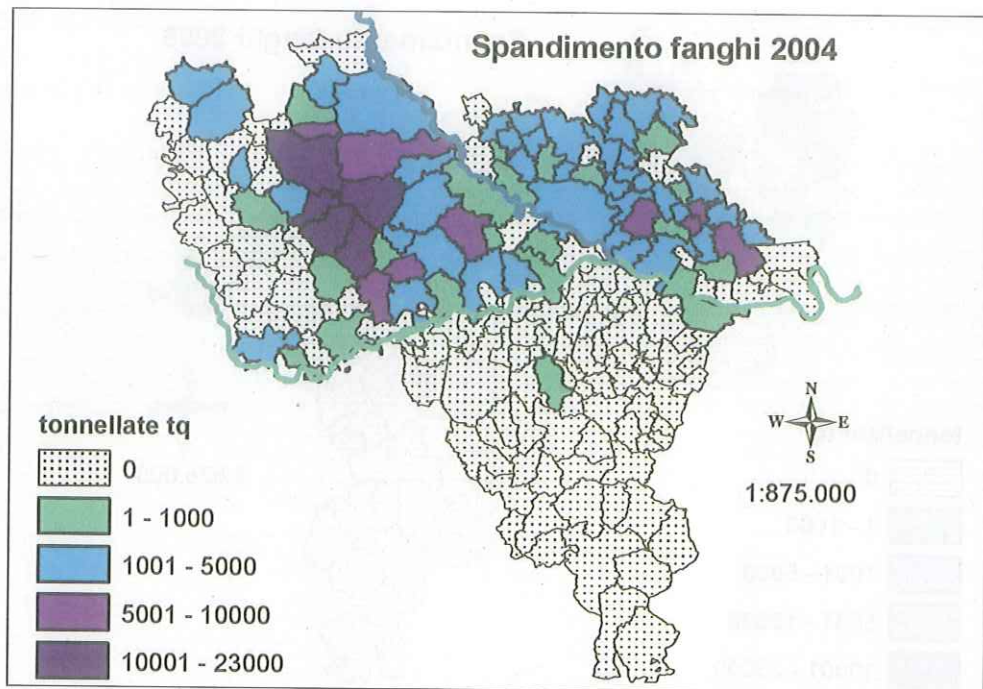 Spandimento fanghi 2004
tonnellate tq
0
1 - 1000
1001 - 5000
5001 - 10000
10001 - 23000
N
W E
S
1:875.000